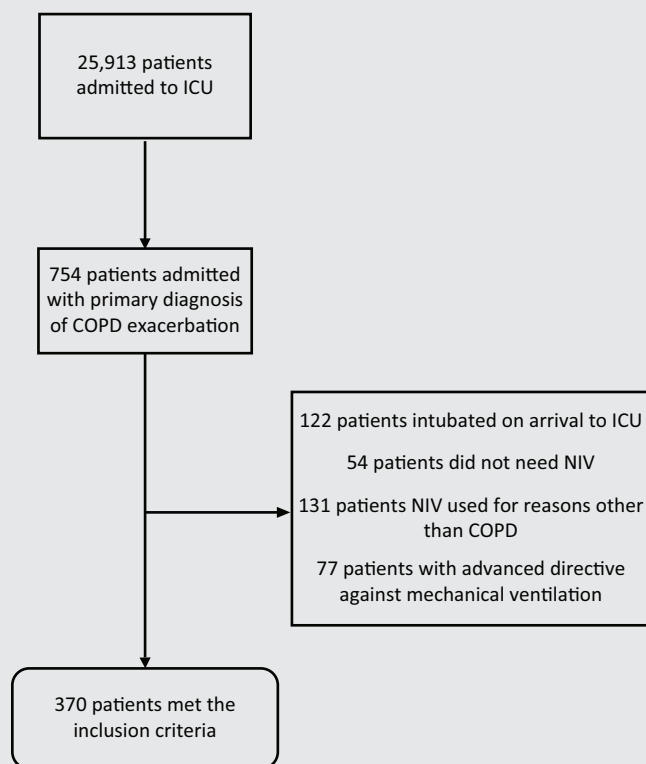 25,913 patients
admitted to ICU
754 patients admitted
with primary diagnosis
of COPD exacerbation
122 patients intubated on arrival to ICU
54 patients did not need NIV
131 patients NIV used for reasons other
than COPD
77 patients with advanced directive
against mechanical ventilation
370 patients met the
inclusion criteria